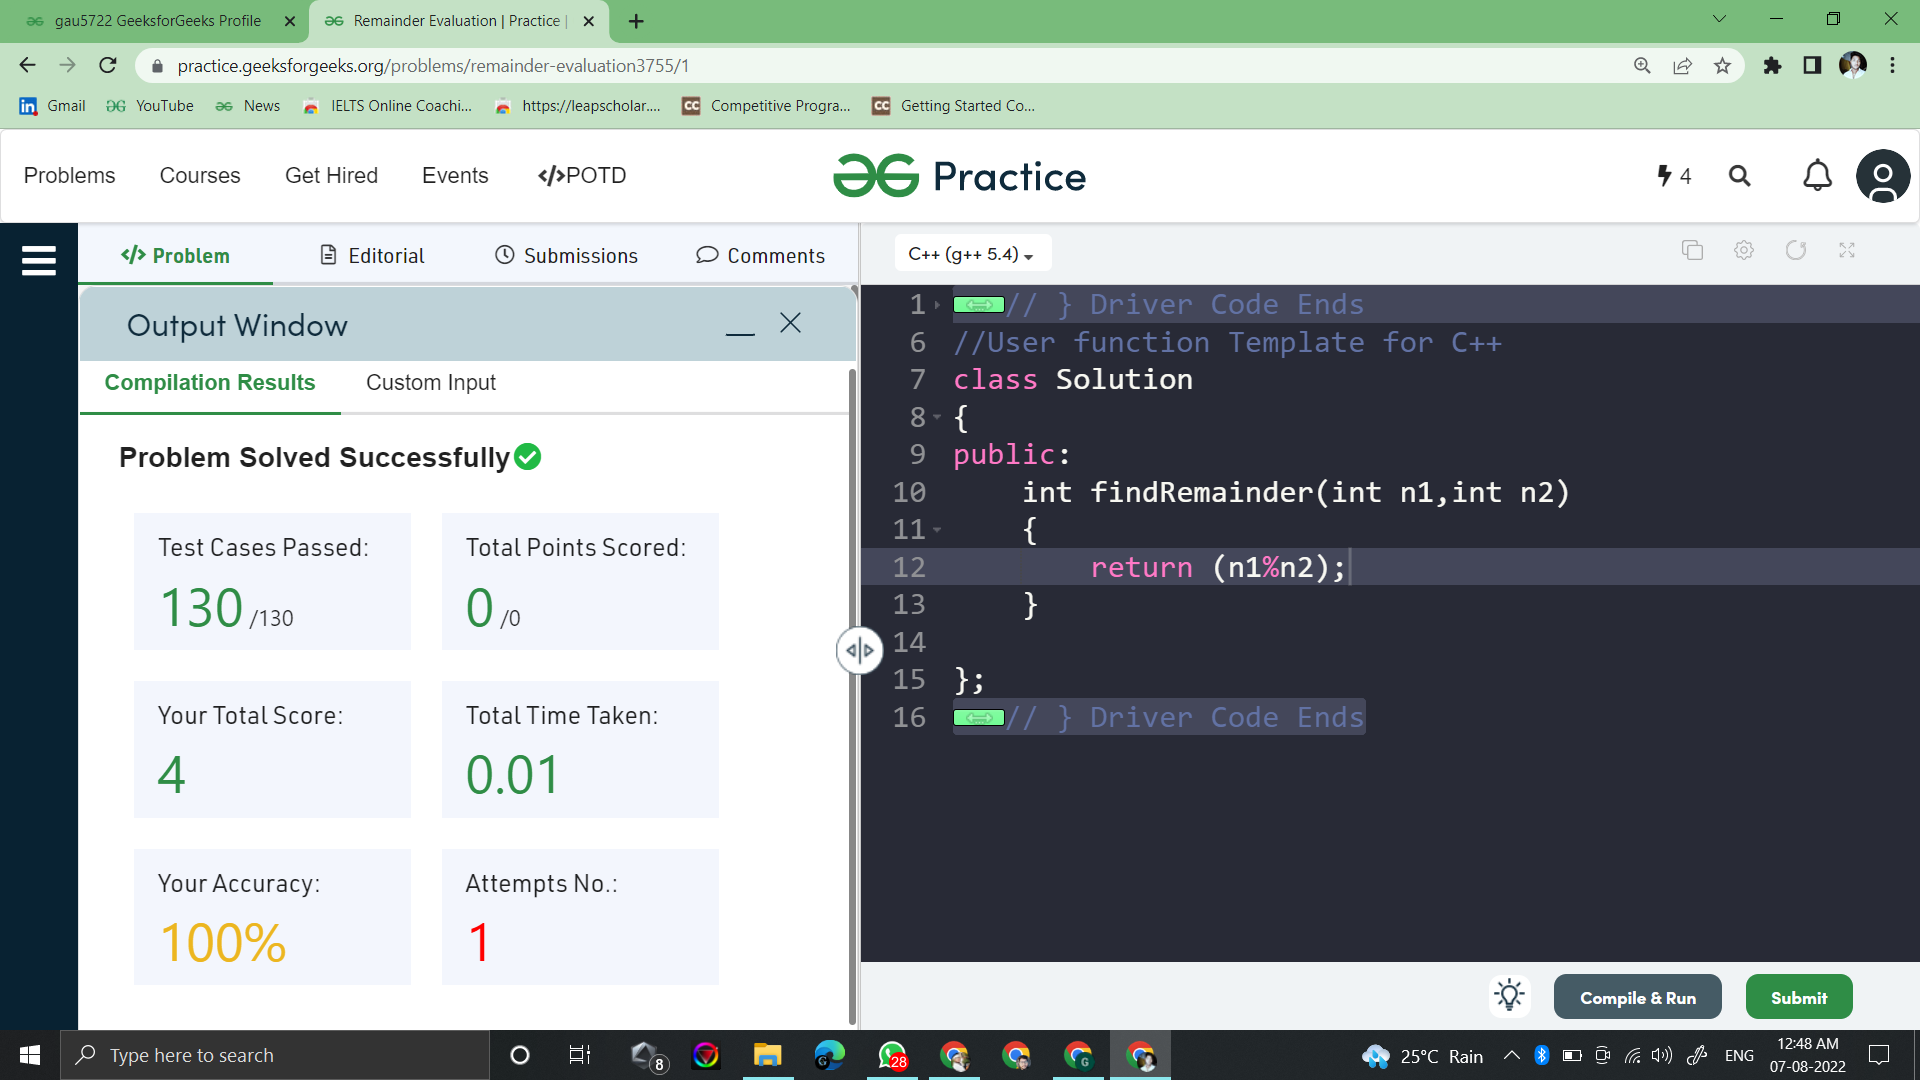 gau5722 GeeksforGeeks Profile
Remainder Evaluation | Practice |
practice.geeksforgeeks.org/problems/remainder-evaluation3755/1
Gmail
YouTube
News
IELTS Online Coachi...
https://leapscholar....
CC Competitive Progra...
CC Getting Started Co...
Problems
Courses
Get Hired
Events
</>POTD
Practice
4
</> Problem
Editorial
Submissions
Comments
C++ (g++ 5.4)
Output Window
Compilation Results
Custom Input
Problem Solved Successfully
Test Cases Passed:
130 /130
Total Points Scored:
0 /0
Your Total Score:
4
Total Time Taken:
0.01
Your Accuracy:
100%
Attempts No.:
1
1 // } Driver Code Ends
6 //User function Template for C++
7 class Solution
8 {
9 public:
10 int findRemainder(int n1,int n2)
11 {
12 return (n1%n2);
13 }
14
15 };
16 // } Driver Code Ends
Compile & Run
Submit
Type here to search
8
28
25°C Rain
ENG
12:48 AM
07-08-2022